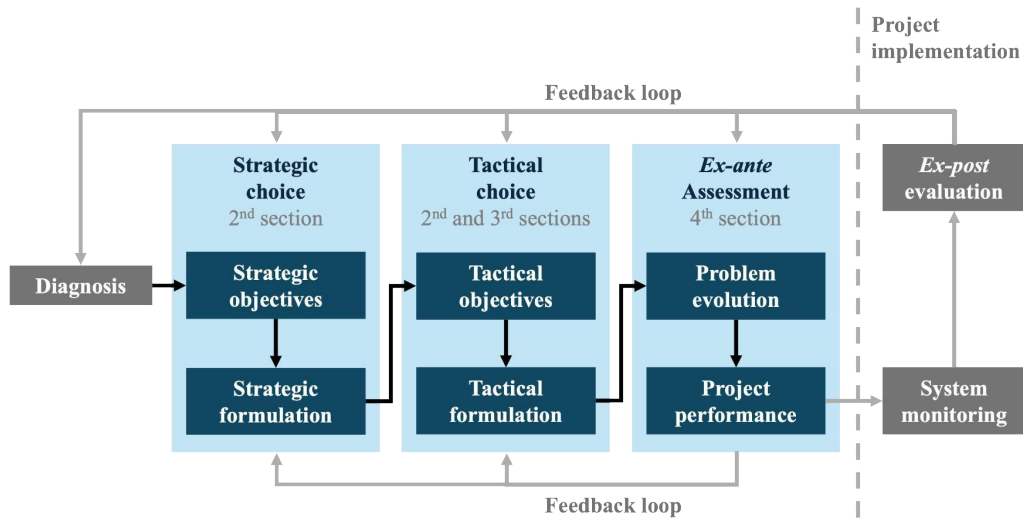 Project
implementation
Feedback loop
Strategic
choice
2nd section
Tactical
choice
2nd and 3rd sections
Ex-ante
Assessment
4th section
Ex-post
evaluation
Diagnosis
Strategic
objectives
Tactical
objectives
Problem
evolution
Strategic
formulation
Tactical
formulation
Project
performance
System
monitoring
Feedback loop